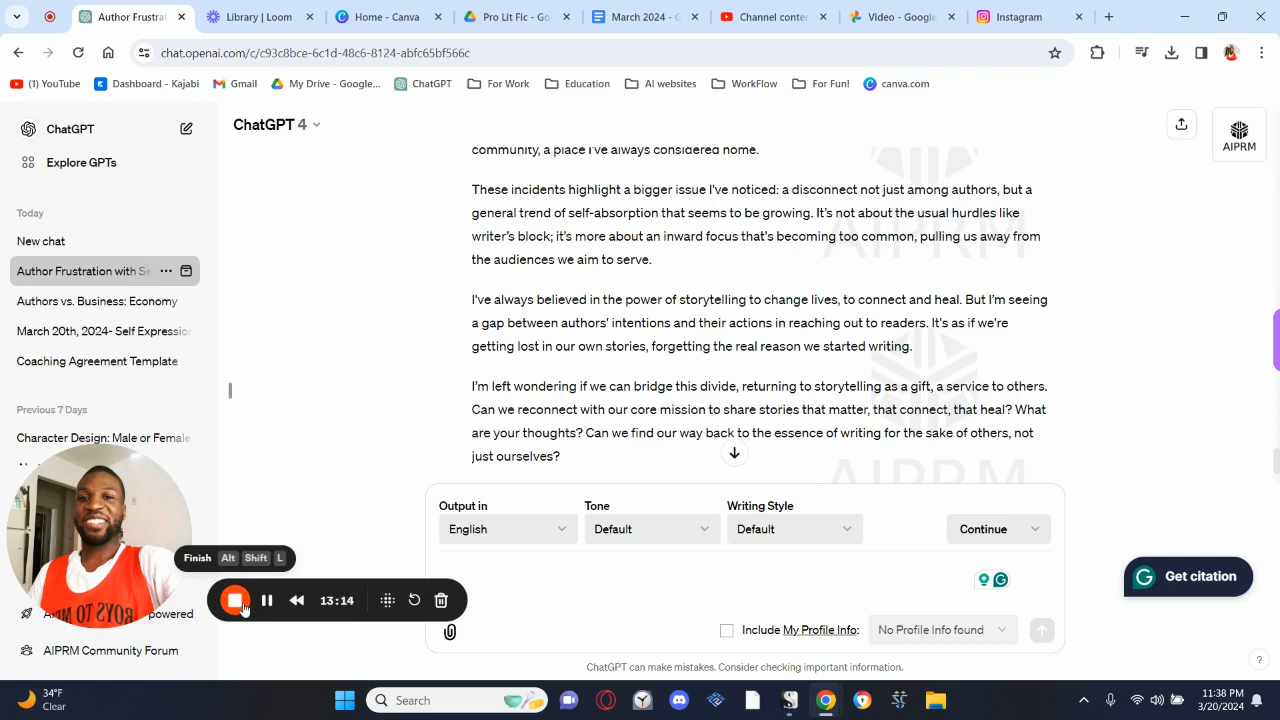 Author Frustrat
Library | Loom
Home - Canva
Pro Lit Fic - Go
March 2024 - G
Channel conter
Video - Google
Instagram
chat.openai.com/c/c93c8bce-6c1d-48c6-8124-abfc65bf566c
(1) YouTube
Dashboard - Kajabi
Gmail
My Drive - Google...
ChatGPT
For Work
Education
AI websites
WorkFlow
For Fun!
canva.com
ChatGPT
Explore GPTs
Today
New chat
Author Frustration with Se
Authors vs. Business: Economy
March 20th, 2024- Self Expression
Coaching Agreement Template
Previous 7 Days
Character Design: Male or Female
powered
AIPRM Community Forum
ChatGPT 4
AIPRM
community, a place I've always considered home.
These incidents highlight a bigger issue I've noticed: a disconnect not just among authors, but a
general trend of self-absorption that seems to be growing. It's not about the usual hurdles like
writer's block; it's more about an inward focus that's becoming too common, pulling us away from
the audiences we aim to serve.
I've always believed in the power of storytelling to change lives, to connect and heal. But I'm seeing
a gap between authors' intentions and their actions in reaching out to readers. It's as if we're
getting lost in our own stories, forgetting the real reason we started writing.
I'm left wondering if we can bridge this divide, returning to storytelling as a gift, a service to others.
Can we reconnect with our core mission to share stories that matter, that connect, that heal? What
are your thoughts? Can we find our way back to the essence of writing for the sake of others, not
just ourselves?
AIPRM
AIPRM
Output in
Tone
Writing Style
English
Default
Default
Continue
Get citation
Include My Profile Info:
No Profile Info found
ChatGPT can make mistakes. Consider checking important information.
?
Finish Alt Shift L
13:14
BOYS TO M
34°F
Clear
Search
11:38 PM
3/20/2024